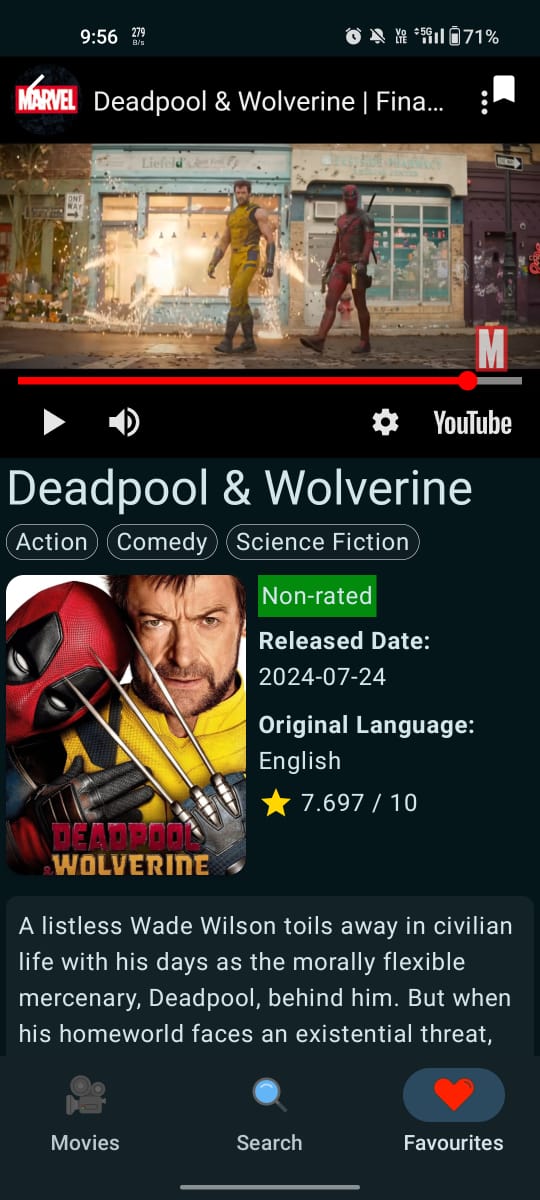 9:56
279
B/s
Vo
LTE
5G
71%
MARVEL
Deadpool & Wolverine | Fina...
Liefeld's
ONE
WAY
M
YouTube
Deadpool & Wolverine
Action
Comedy
Science Fiction
Non-rated
Released Date:
2024-07-24
Original Language:
English
7.697 / 10
DEADPOOL
& WOLVERINE
A listless Wade Wilson toils away in civilian
life with his days as the morally flexible
mercenary, Deadpool, behind him. But when
his homeworld faces an existential threat,
Movies
Search
Favourites